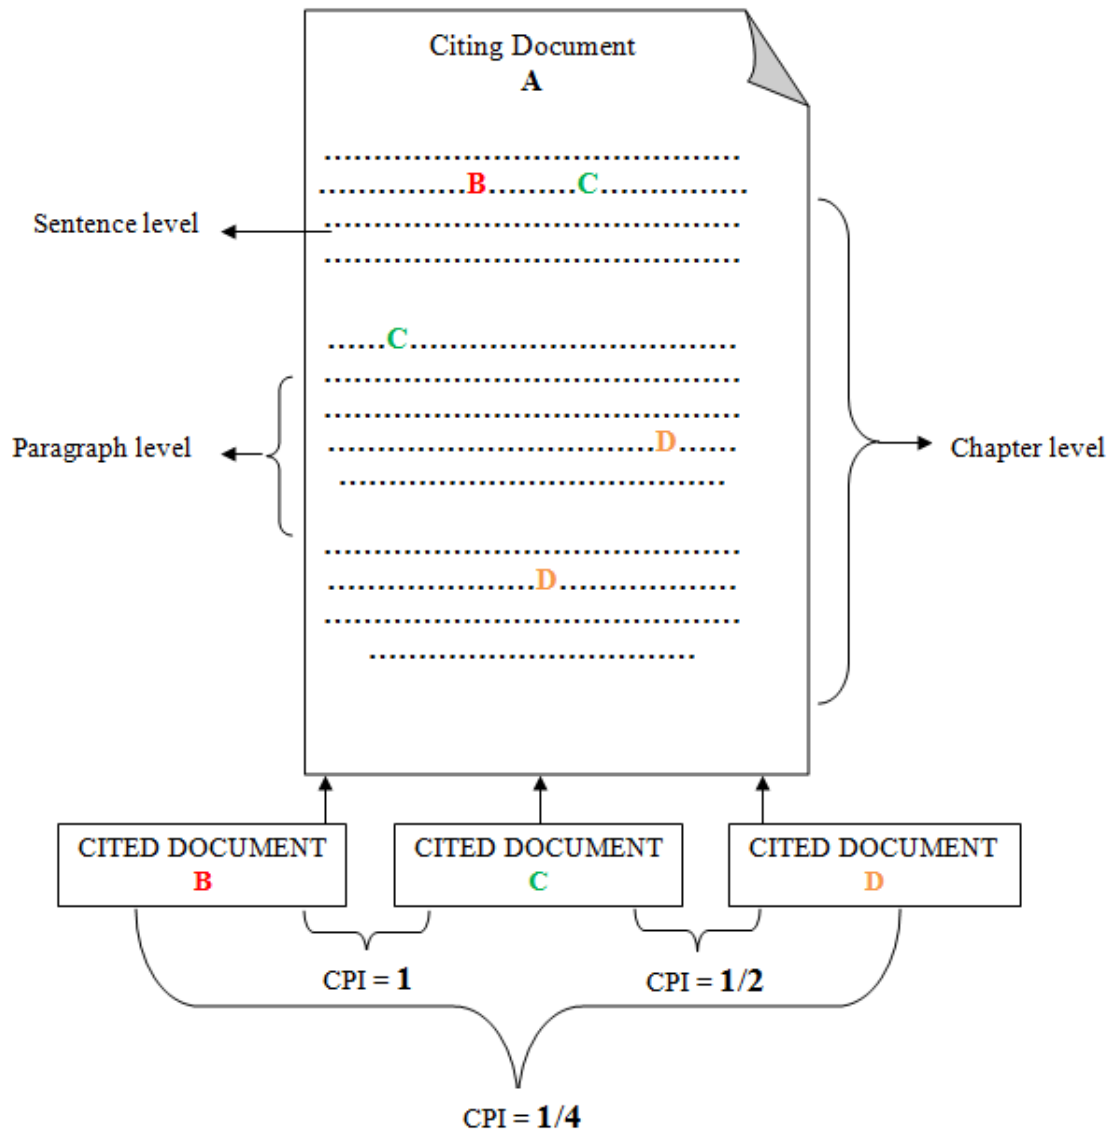 Citing Document
A
B C
Sentence level
C
Paragraph level
D
Chapter level
D
CITED DOCUMENT
B
CITED DOCUMENT
C
CITED DOCUMENT
D
CPI = 1
CPI = 1/2
CPI = 1/4